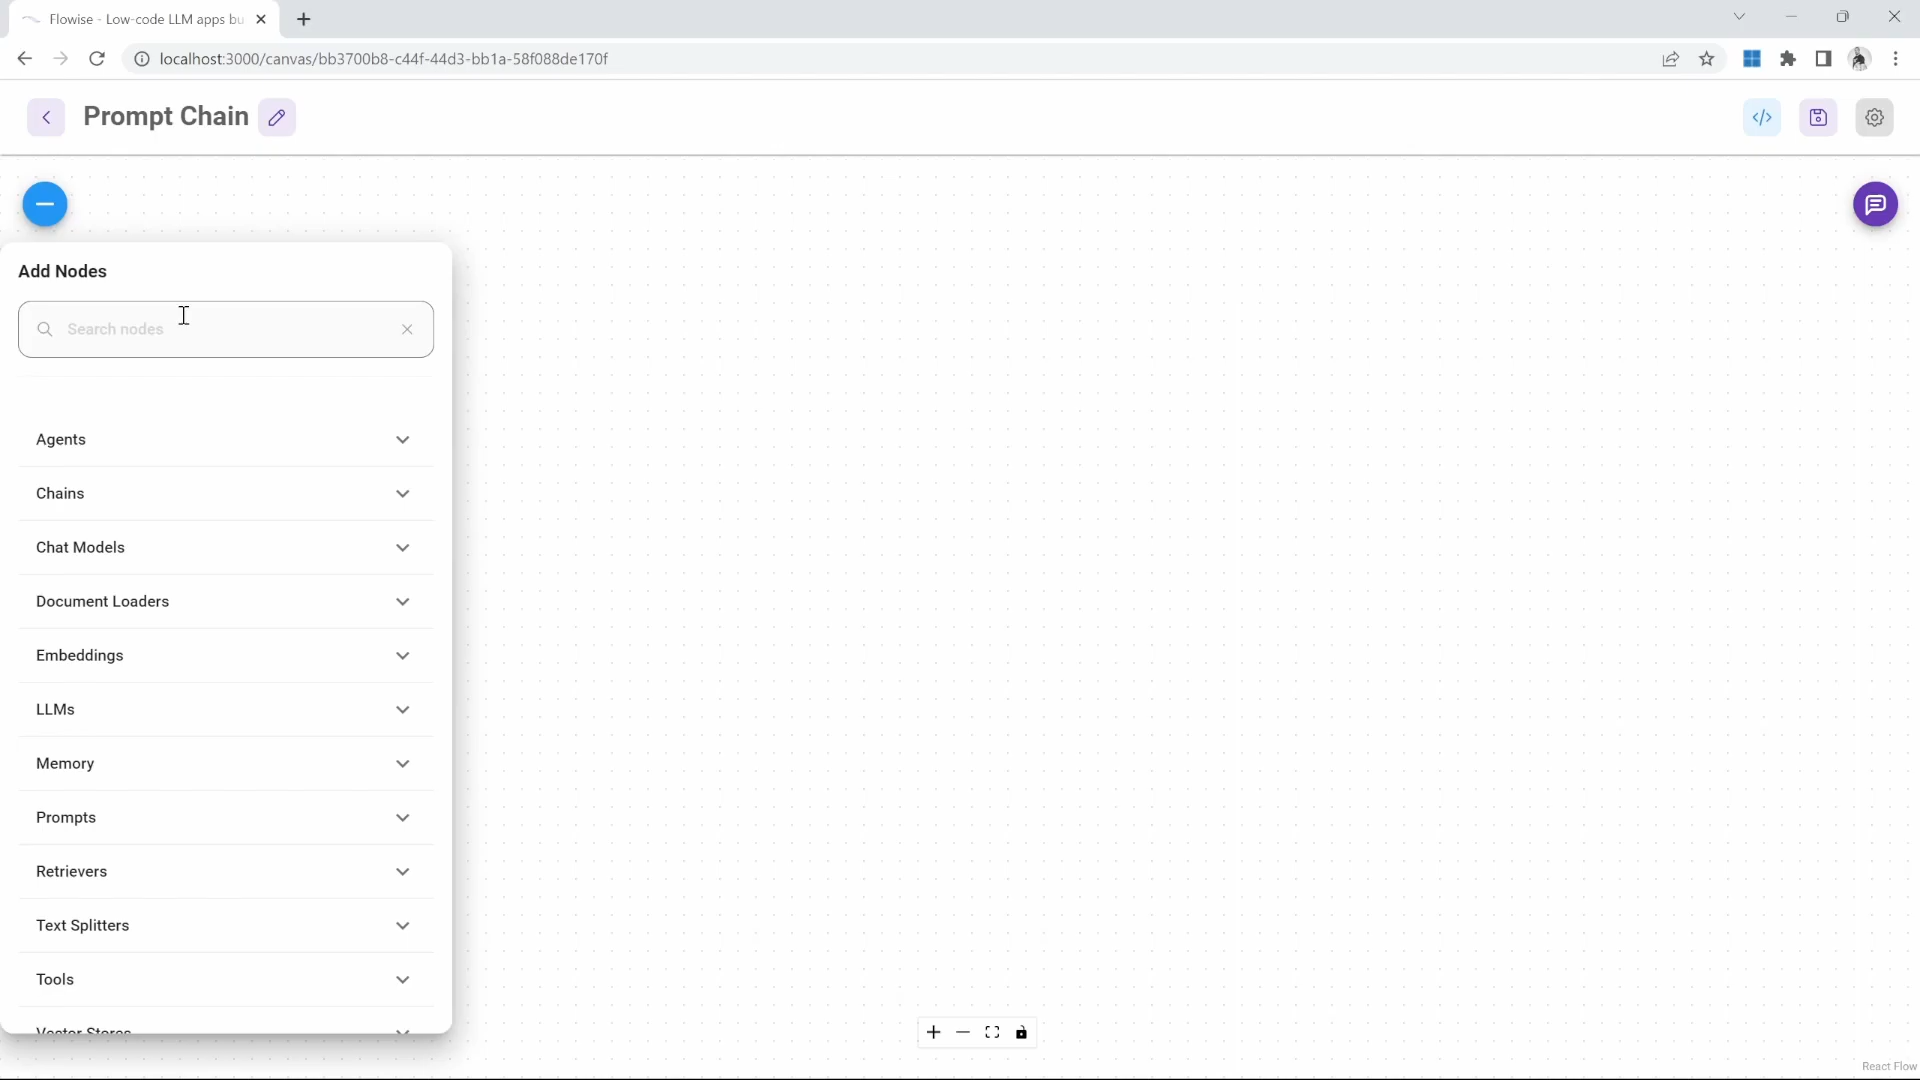 Flowise - Low-code LLM apps bu
localhost:3000/canvas/bb3700b8-c44f-44d3-bb1a-58f088de170f
Prompt Chain
Add Nodes
Search nodes
Agents
Chains
Chat Models
Document Loaders
Embeddings
LLMs
Memory
Prompts
Retrievers
Text Splitters
Tools
Vector Stores
React Flow